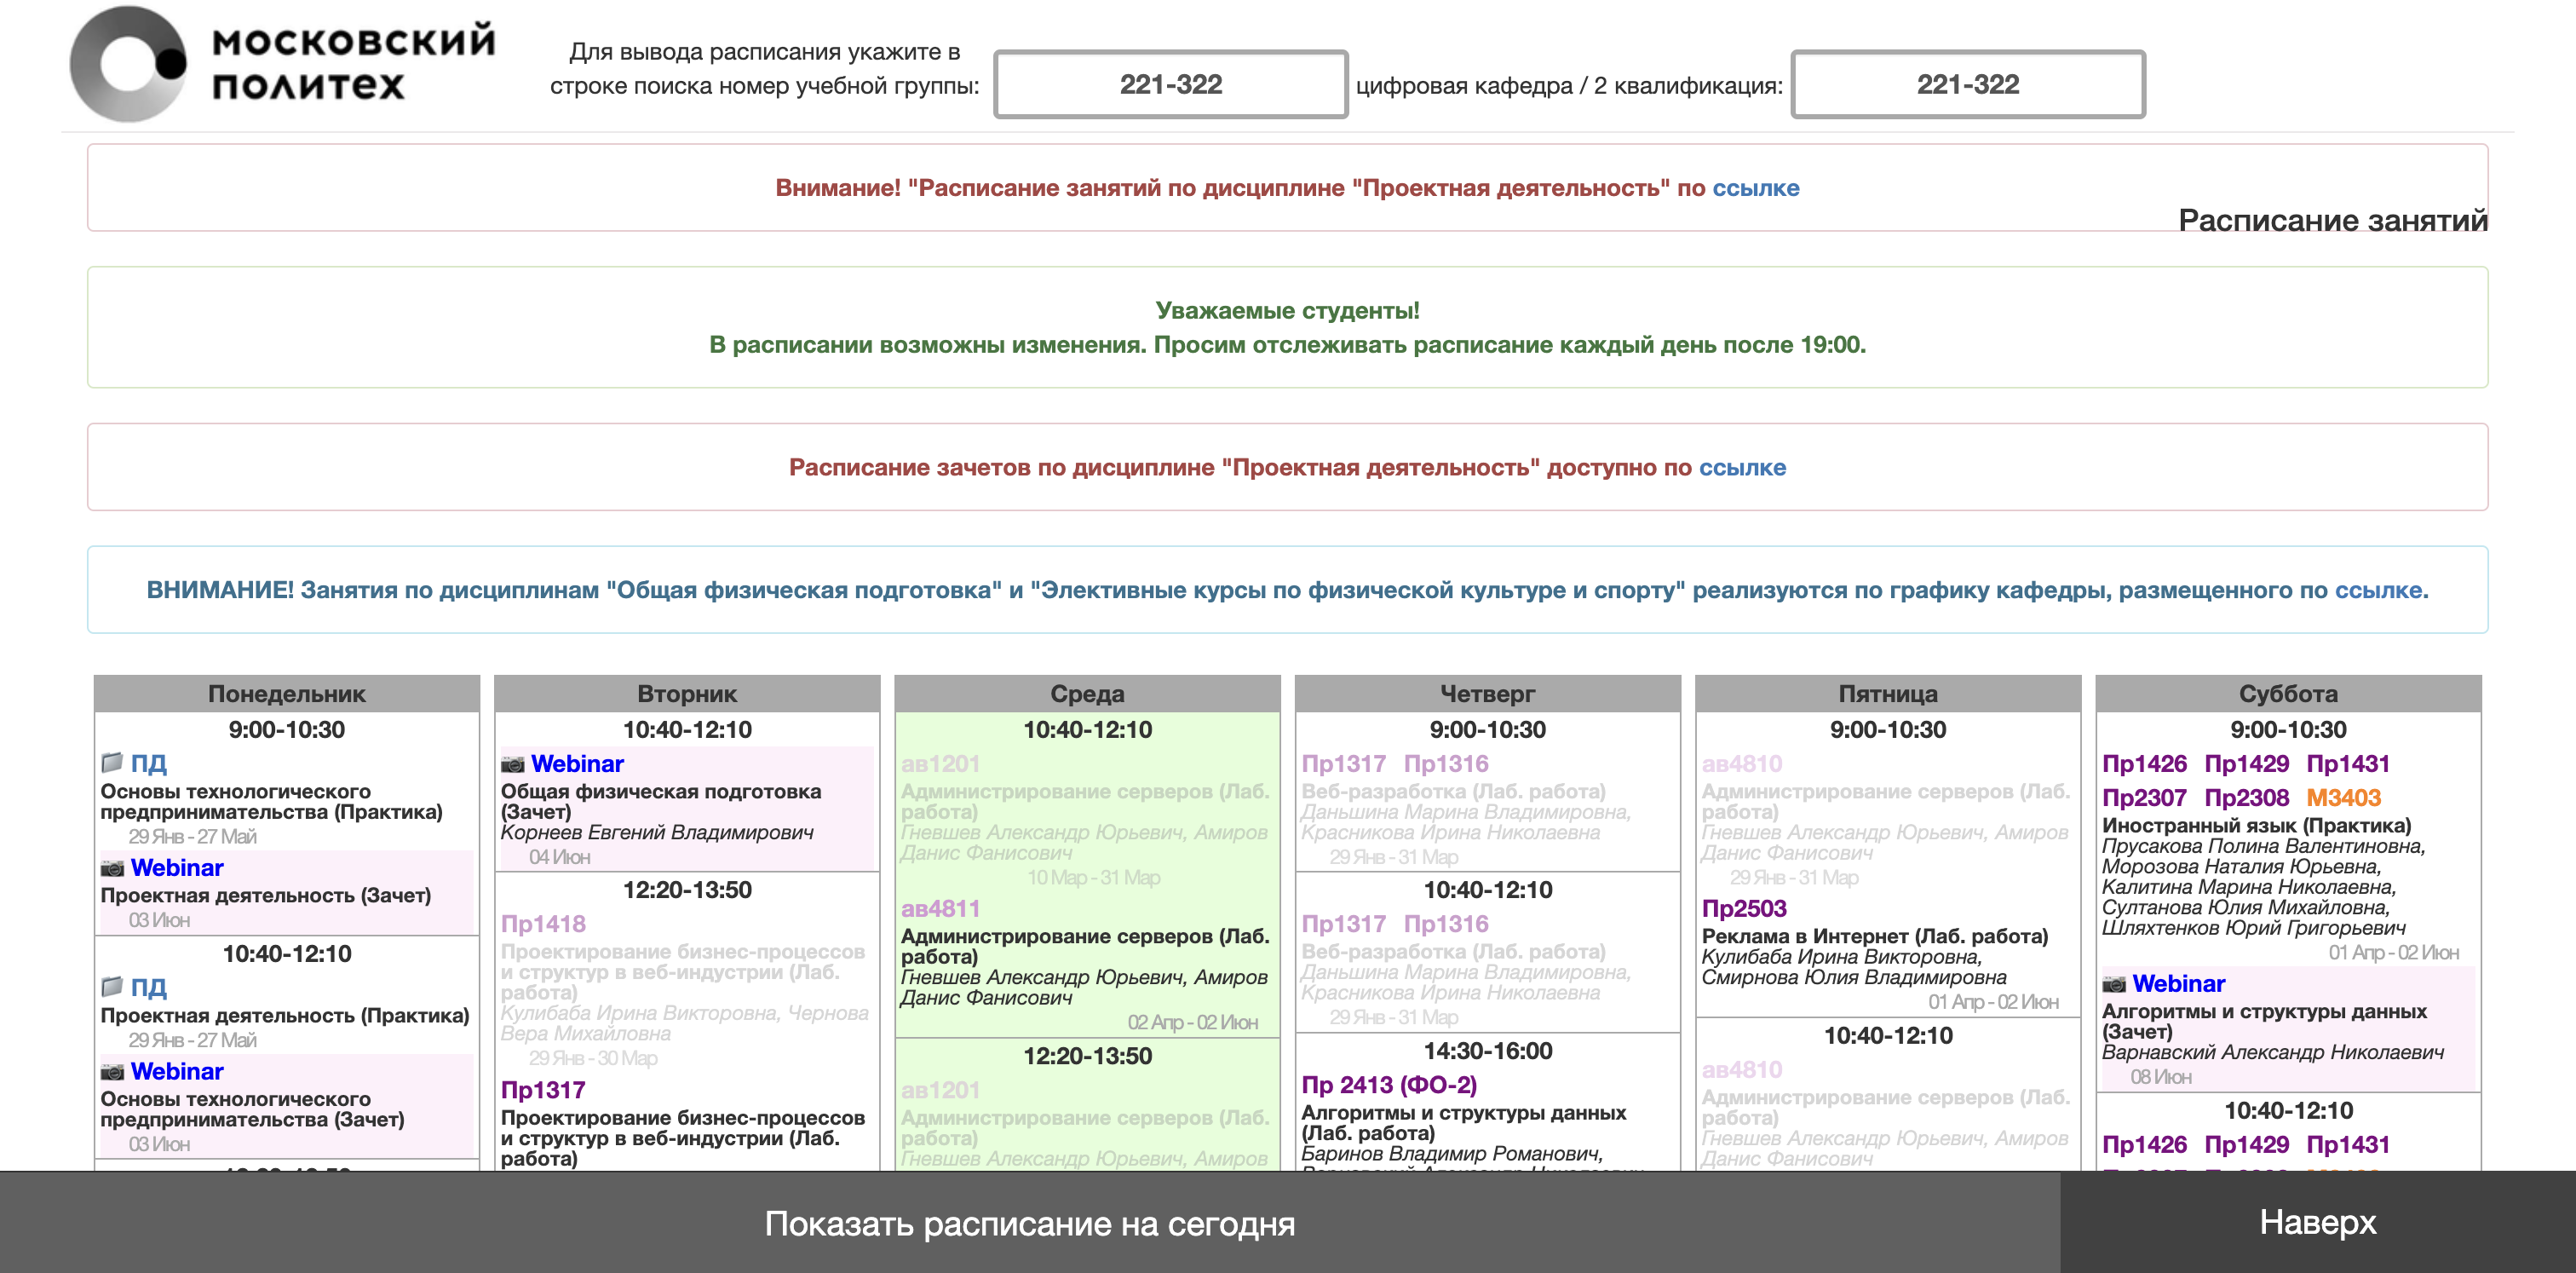 московский
политех
Для вывода расписания укажите в
строке поиска номер учебной группы:
221-322
цифровая кафедра / 2 квалификация:
221-322
Внимание! "Расписание занятий по дисциплине "Проектная деятельность" по ссылке
Расписание занятий
Уважаемые студенты!
В расписании возможны изменения. Просим отслеживать расписание каждый день после 19:00.
Расписание зачетов по дисциплине "Проектная деятельность" доступно по ссылке
ВНИМАНИЕ! Занятия по дисциплинам "Общая физическая подготовка" и "Элективные курсы по физической культуре и спорту" реализуются по графику кафедры, размещенного по ссылке.
Понедельник
9:00-10:30
ПД
Основы технологического
предпринимательства (Практика)
29 Янв - 27 Май
Webinar
Проектная деятельность (Зачет)
03 Июн
10:40-12:10
ПД
Проектная деятельность (Практика)
29 Янв - 27 Май
Webinar
Основы технологического
предпринимательства (Зачет)
03 Июн
Вторник
10:40-12:10
Webinar
Общая физическая подготовка
(Зачет)
Корнеев Евгений Владимирович
04 Июн
12:20-13:50
Пр1418
Проектирование бизнес-процессов
и структур в веб-индустрии (Лаб.
работа)
Кулибаба Ирина Викторовна, Чернова
Вера Михайловна
29 Янв - 30 Мар
Пр1317
Проектирование бизнес-процессов
и структур в веб-индустрии (Лаб.
работа)
Среда
10:40-12:10
ав1201
Администрирование серверов (Лаб.
работа)
Гневшев Александр Юрьевич, Амиров
Данис Фанисович
10 Мар - 31 Мар
ав4811
Администрирование серверов (Лаб.
работа)
Гневшев Александр Юрьевич, Амиров
Данис Фанисович
02 Апр - 02 Июн
12:20-13:50
ав1201
Администрирование серверов (Лаб.
работа)
Гневшев Александр Юрьевич, Амиров
Четверг
9:00-10:30
Пр1317 Пр1316
Веб-разработка (Лаб. работа)
Даньшина Марина Владимировна,
Красникова Ирина Николаевна
29 Янв - 31 Мар
10:40-12:10
Пр1317 Пр1316
Веб-разработка (Лаб. работа)
Даньшина Марина Владимировна,
Красникова Ирина Николаевна
29 Янв - 31 Мар
14:30-16:00
Пр 2413 (ФО-2)
Алгоритмы и структуры данных
(Лаб. работа)
Баринов Владимир Романович,
Пятница
9:00-10:30
ав4810
Администрирование серверов (Лаб.
работа)
Гневшев Александр Юрьевич, Амиров
Данис Фанисович
29 Янв - 31 Мар
Пр2503
Реклама в Интернет (Лаб. работа)
Кулибаба Ирина Викторовна,
Смирнова Юлия Владимировна
01 Апр - 02 Июн
10:40-12:10
ав4810
Администрирование серверов (Лаб.
работа)
Гневшев Александр Юрьевич, Амиров
Данис Фанисович
Суббота
9:00-10:30
Пр1426 Пр1429 Пр1431
Пр2307 Пр2308 М3403
Иностранный язык (Практика)
Прусакова Полина Валентиновна,
Морозова Наталия Юрьевна,
Калитина Марина Николаевна,
Султанова Юлия Михайловна,
Шляхтенков Юрий Григорьевич
01 Апр - 02 Июн
Webinar
Алгоритмы и структуры данных
(Зачет)
Варнавский Александр Николаевич
08 Июн
10:40-12:10
Пр1426 Пр1429 Пр1431
Показать расписание на сегодня
Наверх